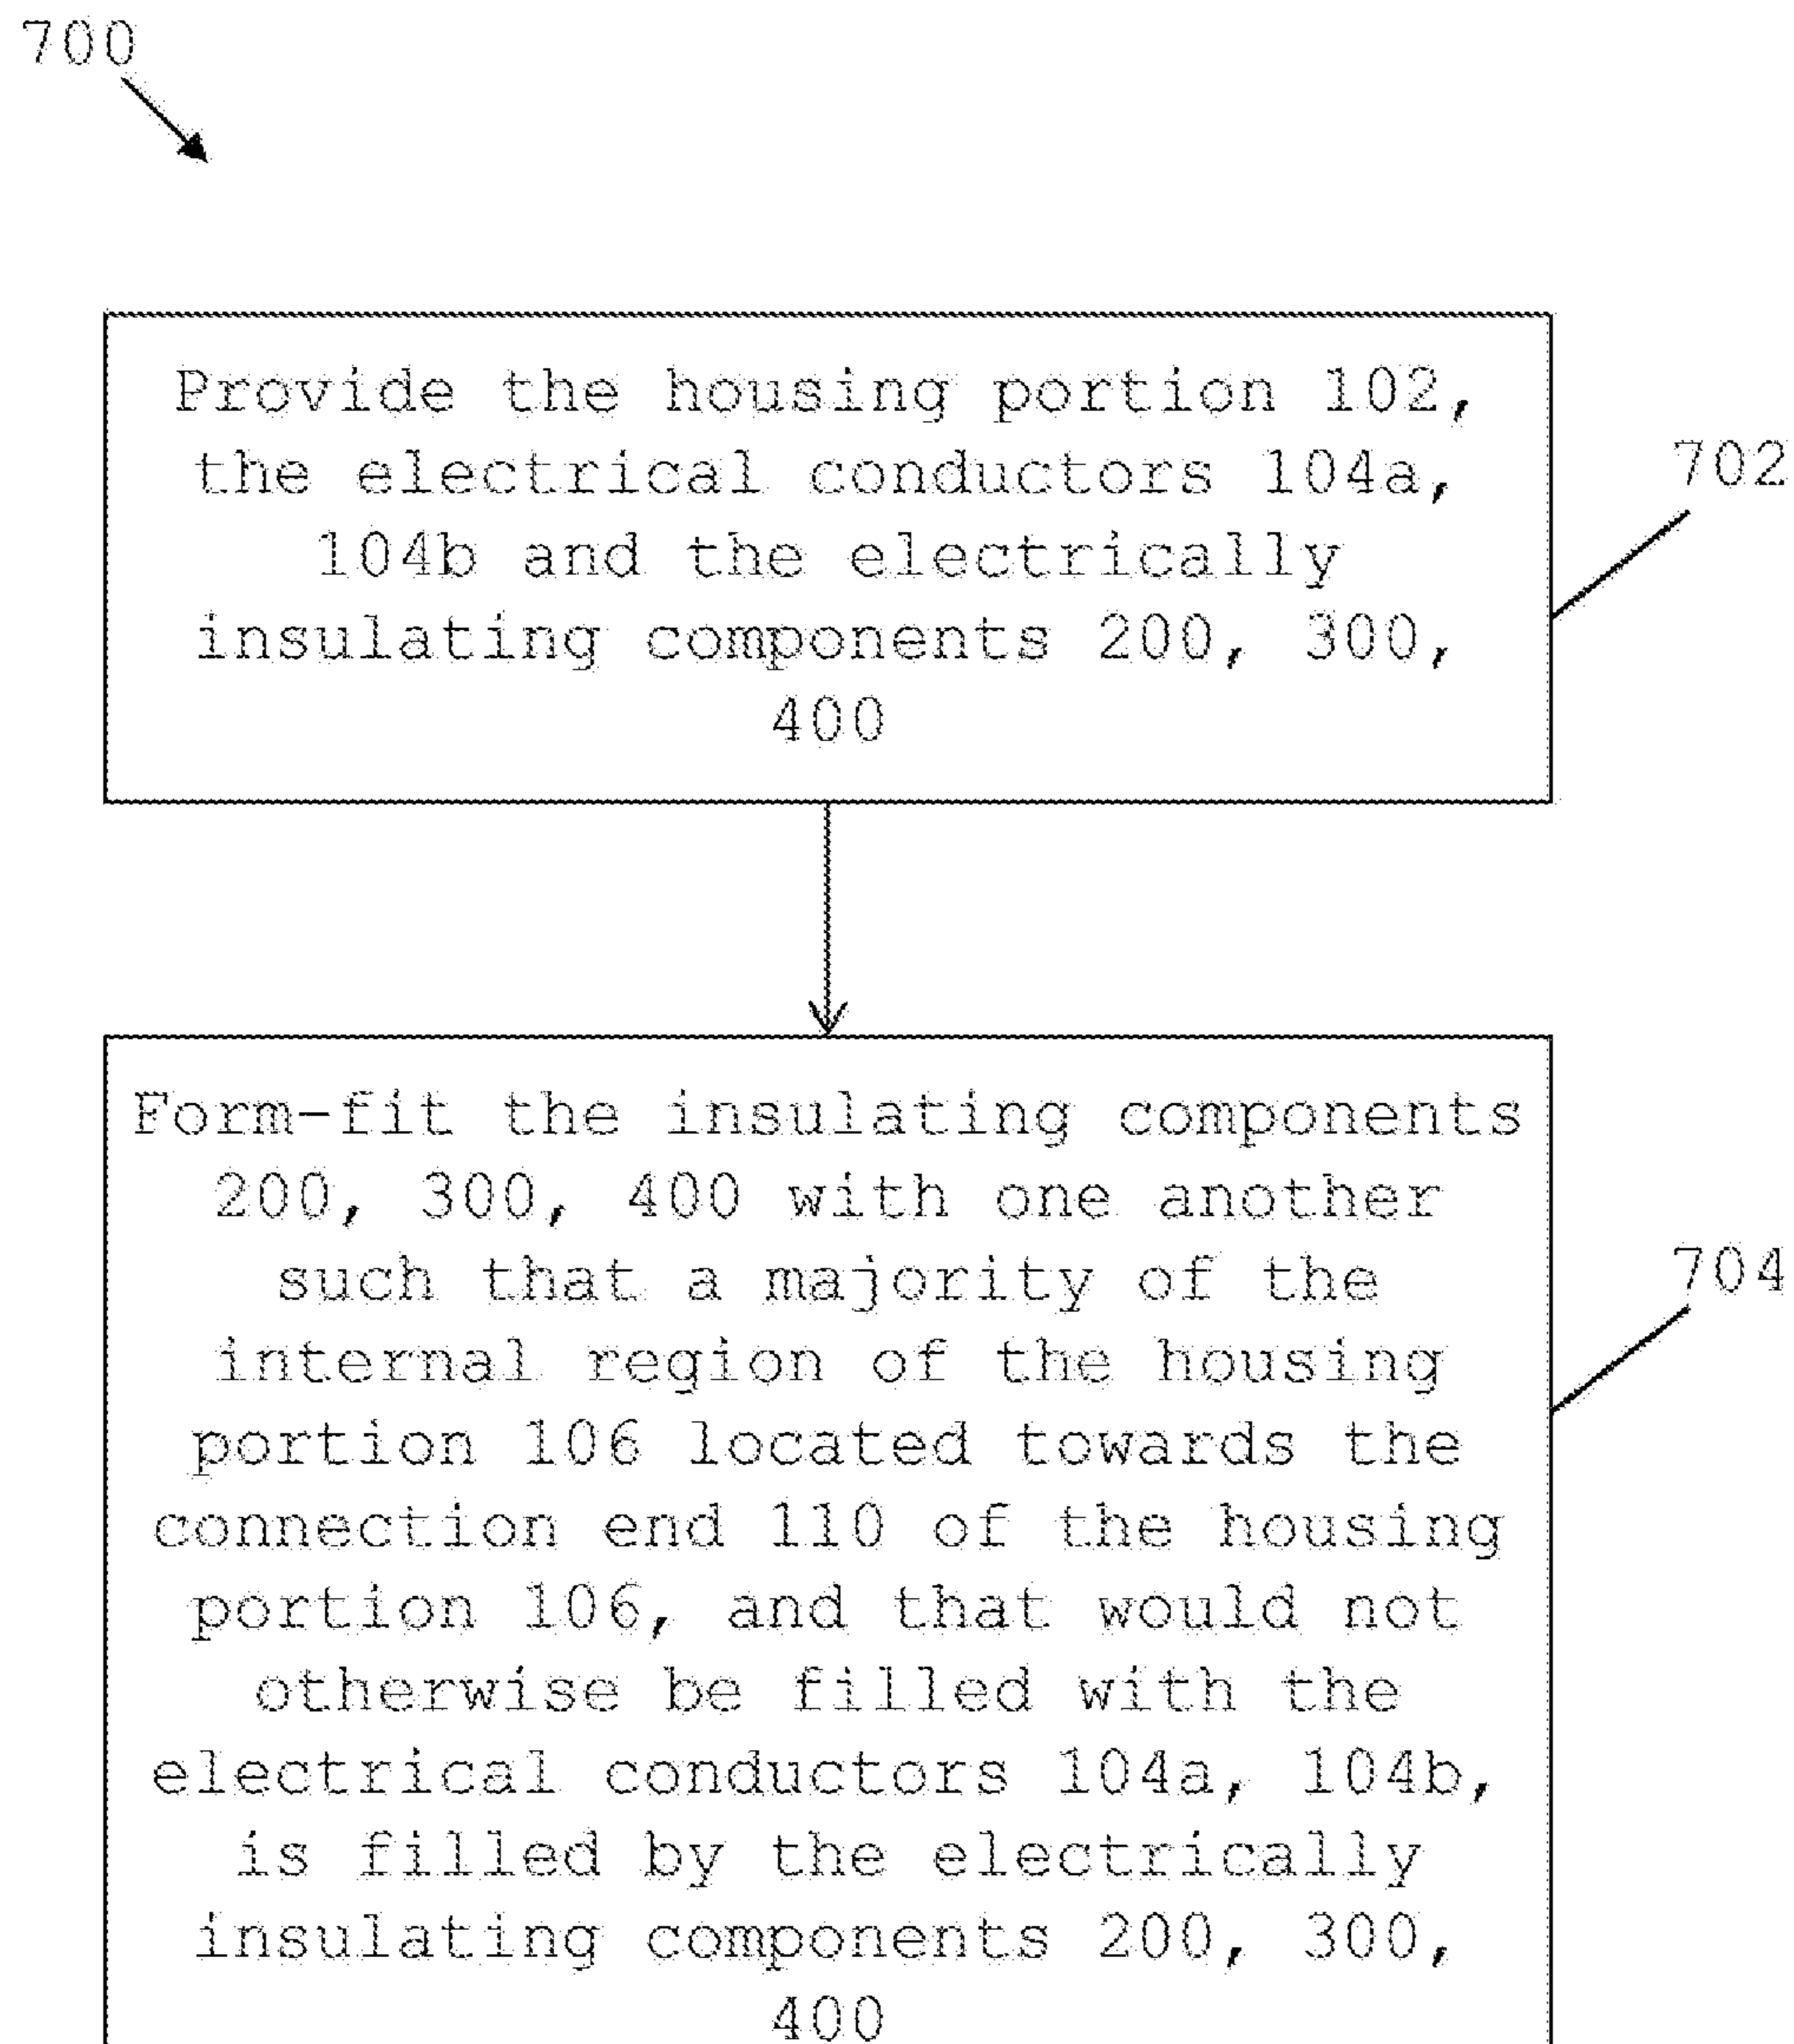 700
Provide the housing portion 102,
the electrical conductors 104a,
104b and the electrically
insulating components 200, 300,
400
702
Form-fit the insulating components
200, 300, 400 with one another
such that a majority of the
internal region of the housing
portion 106 located towards the
connection end 110 of the housing
portion 106, and that would not
otherwise be filled with the
electrical conductors 104a, 104b,
is filled by the electrically
insulating components 200, 300,
400
704